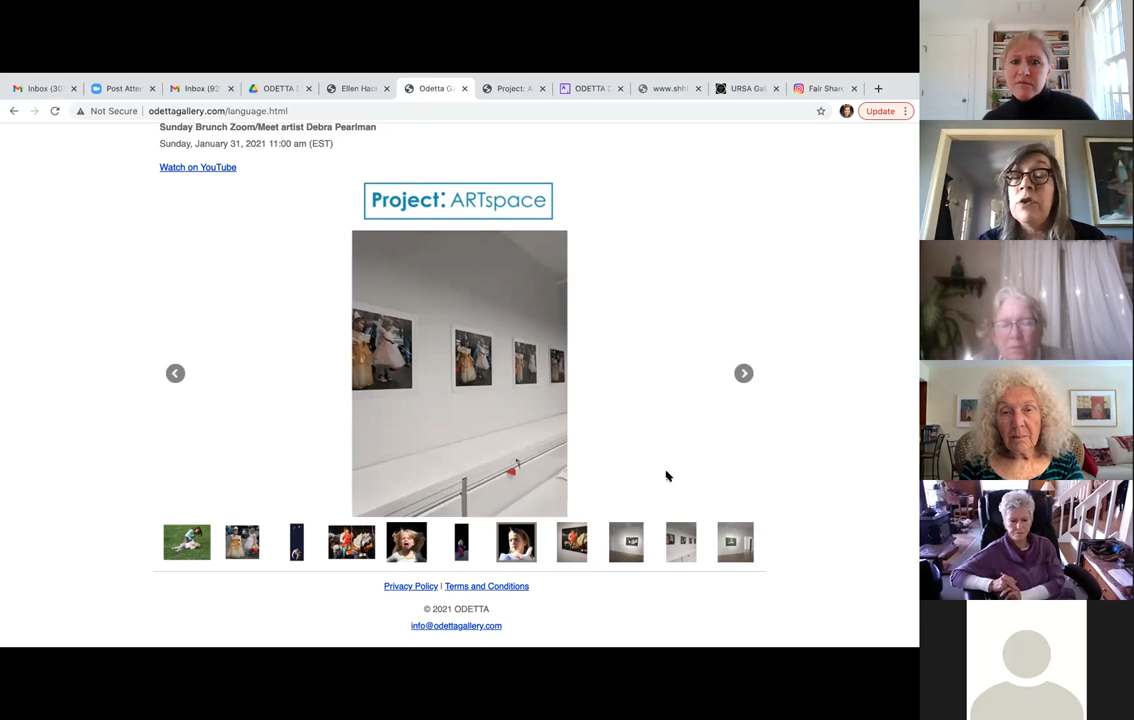 Inbox (30
Post Atte
Inbox (92
ODETTA
Ellen Hac
Odetta G
Project: A
ODETTA
www.shh
URSA Gal
Fair Shar
Not Secure
odettagallery.com/language.html
Update
Sunday Brunch Zoom/Meet artist Debra Pearlman
Sunday, January 31, 2021 11:00 am (EST)
Watch on YouTube
Project: ARTspace
Privacy Policy | Terms and Conditions
© 2021 ODETTA
info@odettagallery.com